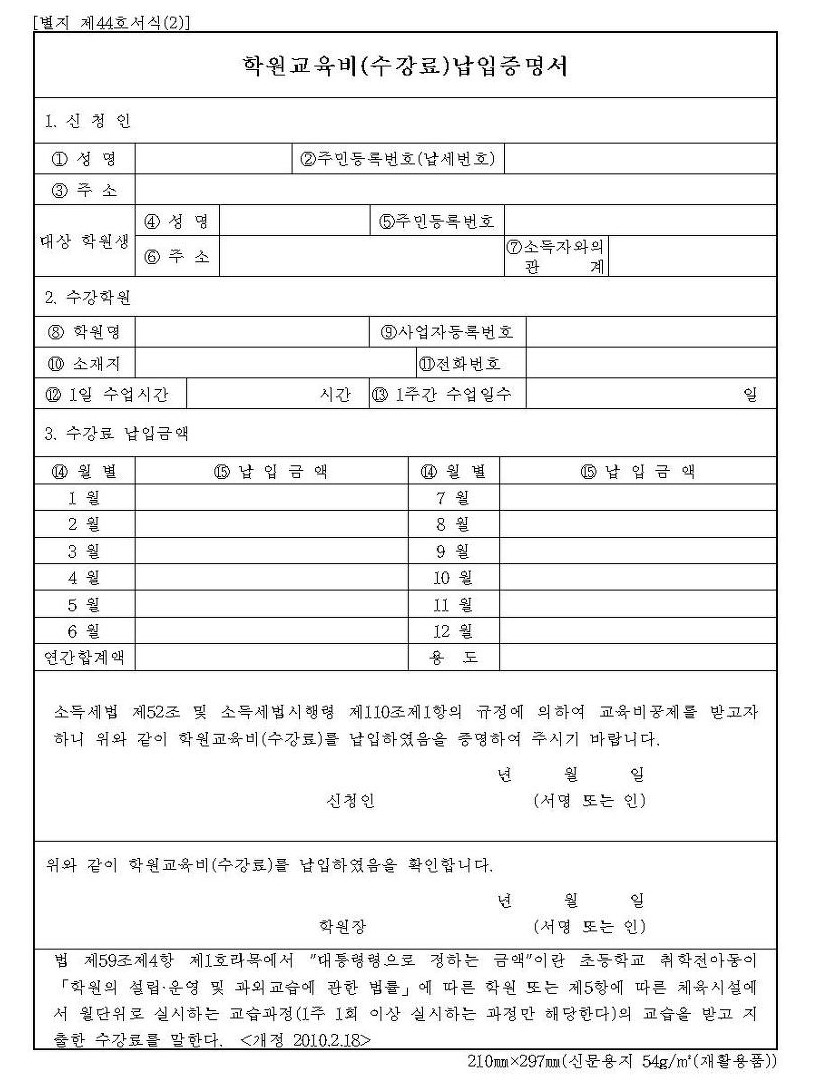 [별지 제44호서식(2)]
학원교육비(수강료)납입증명서
1. 신 청 인
① 성 명 ②주민등록번호(납세번호)
③ 주 소
대상 학원생 ④ 성 명 ⑤주민등록번호
⑥ 주 소 ⑦소득자와의
관 계
2. 수강학원
⑧ 학원명 ⑨사업자등록번호
⑩ 소재지 ⑪전화번호
⑫ 1일 수업시간 시간 ⑬ 1주간 수업일수 일
3. 수강료 납입금액
⑭ 월 별 ⑮ 납 입 금 액 ⑭ 월 별 ⑮ 납 입 금 액
1 월 7 월
2 월 8 월
3 월 9 월
4 월 10 월
5 월 11 월
6 월 12 월
연간합계액 용 도
소득세법 제52조 및 소득세법시행령 제110조제1항의 규정에 의하여 교육비공제를 받고자
하니 위와 같이 학원교육비(수강료)를 납입하였음을 증명하여 주시기 바랍니다.
년 월 일
신청인 (서명 또는 인)
위와 같이 학원교육비(수강료)를 납입하였음을 확인합니다.
년 월 일
학원장 (서명 또는 인)
법 제59조제4항 제1호라목에서 "대통령령으로 정하는 금액"이란 초등학교 취학전아동이
「학원의 설립·운영 및 과외교습에 관한 법률」에 따른 학원 또는 제5항에 따른 체육시설에
서 월단위로 실시하는 교습과정(1주 1회 이상 실시하는 과정만 해당한다)의 교습을 받고 지
출한 수강료를 말한다. <개정 2010.2.18>
210㎜×297㎜(신문용지 54g/㎡(재활용품))